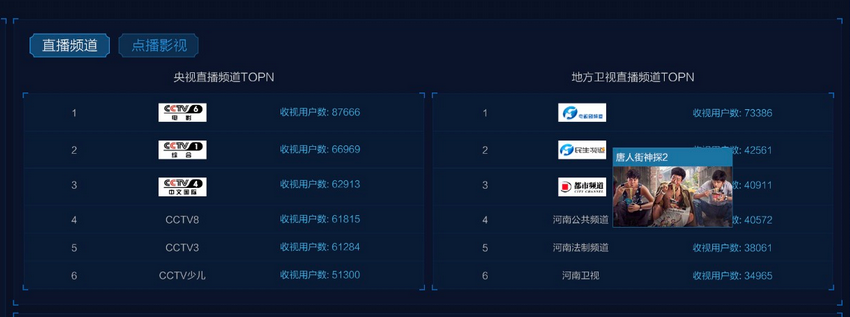 直播频道 点播影视
央视直播频道TOPN
1 CCTV6 电影 收视用户数: 87666
2 CCTV1 综合 收视用户数: 66969
3 CCTV4 中文国际 收视用户数: 62913
4 CCTV8 收视用户数: 61815
5 CCTV3 收视用户数: 61284
6 CCTV少儿 收视用户数: 51300
地方卫视直播频道TOPN
1 收视用户数: 73386
2 民生频道 42561
唐人街神探2
3 都市频道 CITY CHANNEL 数: 40911
4 河南公共频道 数: 40572
5 河南法制频道 收视用户数: 38061
6 河南卫视 收视用户数: 34965